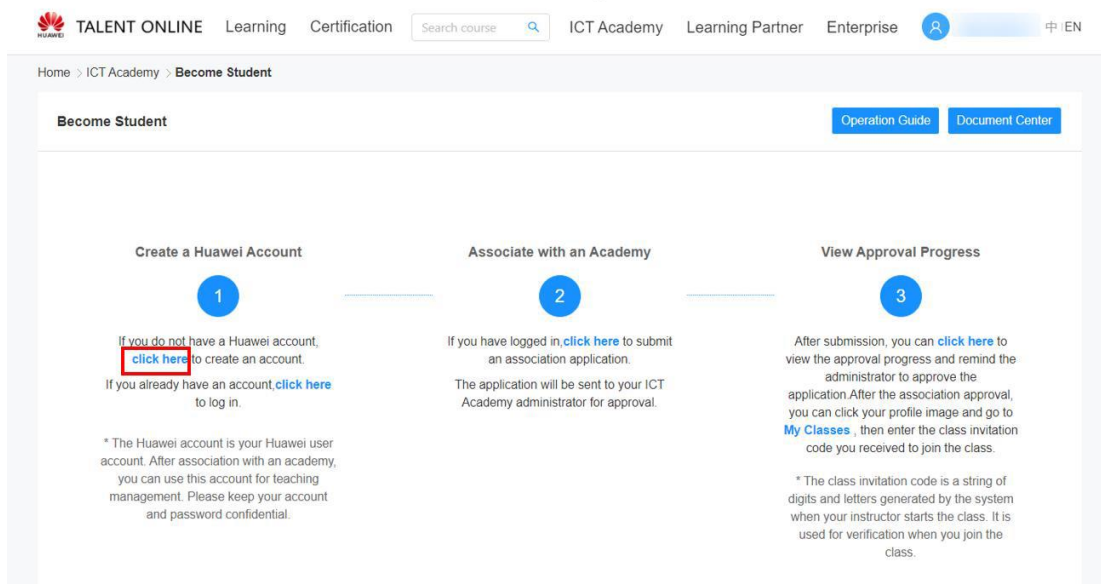 HUAWEI TALENT ONLINE Learning Certification Search course ICT Academy Learning Partner Enterprise 中 EN
Home > ICT Academy > Become Student
Become Student Operation Guide Document Center
Create a Huawei Account
1
If you do not have a Huawei account,
click here to create an account.
If you already have an account,click here
to log in.
* The Huawei account is your Huawei user
account. After association with an academy,
you can use this account for teaching
management. Please keep your account
and password confidential.
Associate with an Academy
2
If you have logged in,click here to submit
an association application.
The application will be sent to your ICT
Academy administrator for approval.
View Approval Progress
3
After submission, you can click here to
view the approval progress and remind the
administrator to approve the
application.After the association approval,
you can click your profile image and go to
My Classes , then enter the class invitation
code you received to join the class.
* The class invitation code is a string of
digits and letters generated by the system
when your instructor starts the class. It is
used for verification when you join the
class.